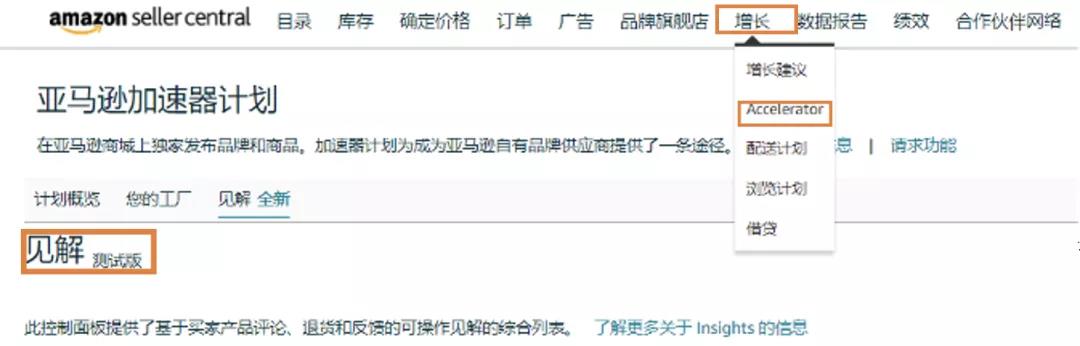 amazon seller central 目录 库存 确定价格 订单 广告 品牌旗舰店 增长 数据报告 绩效 合作伙伴网络
增长建议
Accelerator
配送计划
浏览计划
借贷
亚马逊加速器计划
在亚马逊商城上独家发布品牌和商品。加速器计划为成为亚马逊自有品牌供应商提供了一条途径。 息 | 请求功能
计划概览 您的工厂 见解 全新
见解 测试版
此控制面板提供了基于买家产品评论、退货和反馈的可操作见解的综合列表。 了解更多关于 Insights 的信息